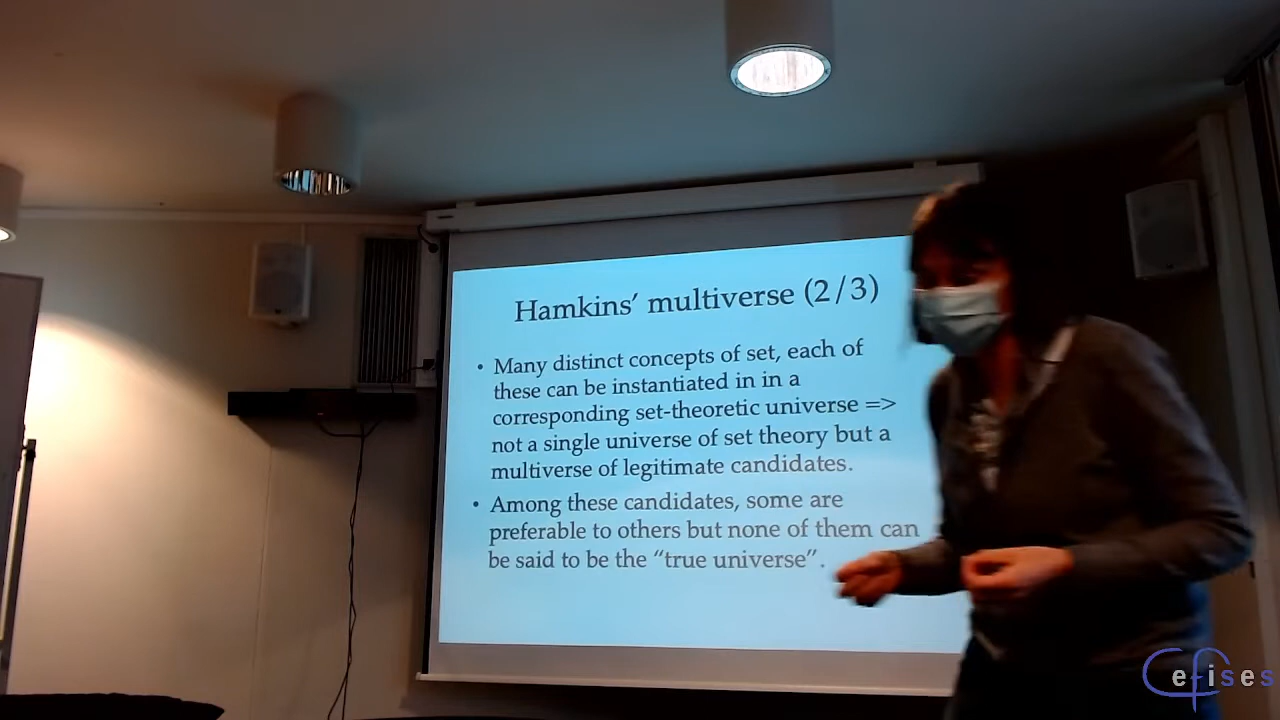 Hamkins’ multiverse (2/3)
• Many distinct concepts of set, each of
these can be instantiated in in a
corresponding set-theoretic universe =>
not a single universe of set theory but a
multiverse of legitimate candidates.
• Among these candidates, some are
preferable to others but none of them can
be said to be the “true universe”.
Cefises